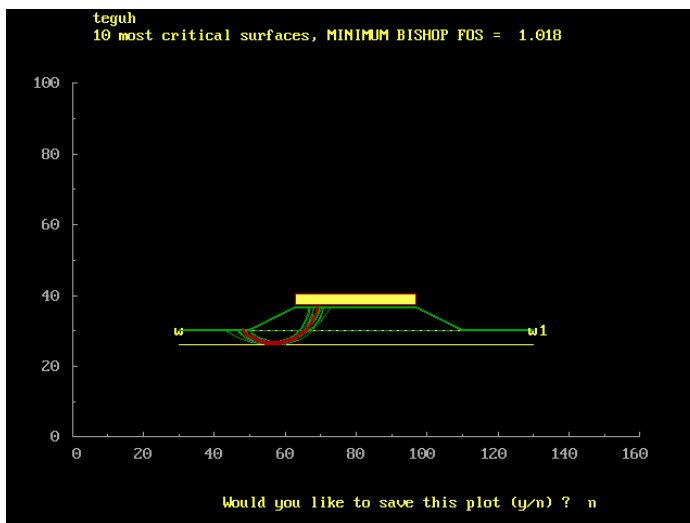 teguh
10 most critical surfaces, MINIMUM BISHOP FOS = 1.018
100
80
60
40
w
w1
20
0
0 20 40 60 80 100 120 140 160
Would you like to save this plot (y/n) ? n